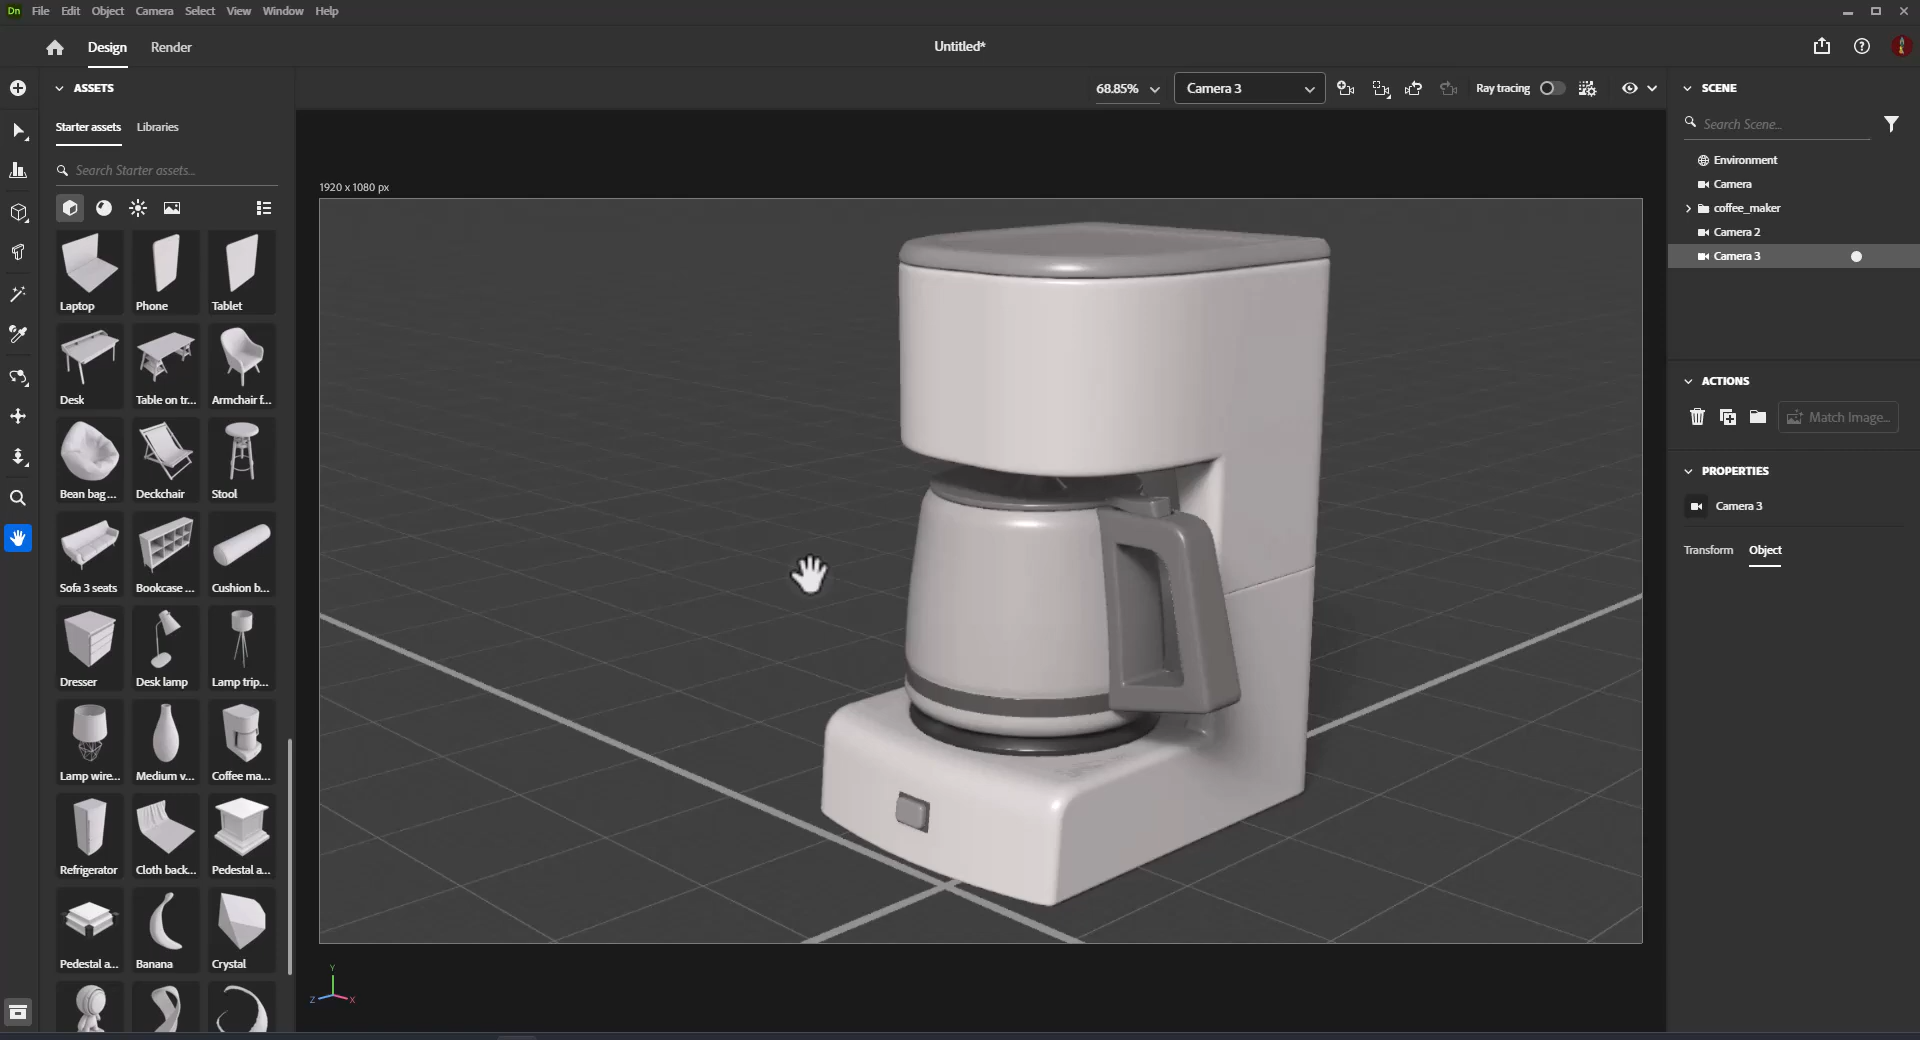 Dn File Edit Object Camera Select View Window Help
Design Render Untitled*
ASSETS
Starter assets Libraries
Search Starter assets...
Laptop Phone Tablet
Desk Table on tr... Armchair f...
Bean bag ... Deckchair Stool
Sofa 3 seats Bookcase ... Cushion b...
Dresser Desk lamp Lamp trip...
Lamp wire... Medium v... Coffee ma...
Refrigerator Cloth back... Pedestal a...
Pedestal a... Banana Crystal
68.85% Camera 3 Ray tracing
1920 x 1080 px
Y
Z X
SCENE
Search Scene...
Environment
Camera
coffee_maker
Camera 2
Camera 3
ACTIONS
Match Image...
PROPERTIES
Camera 3
Transform Object